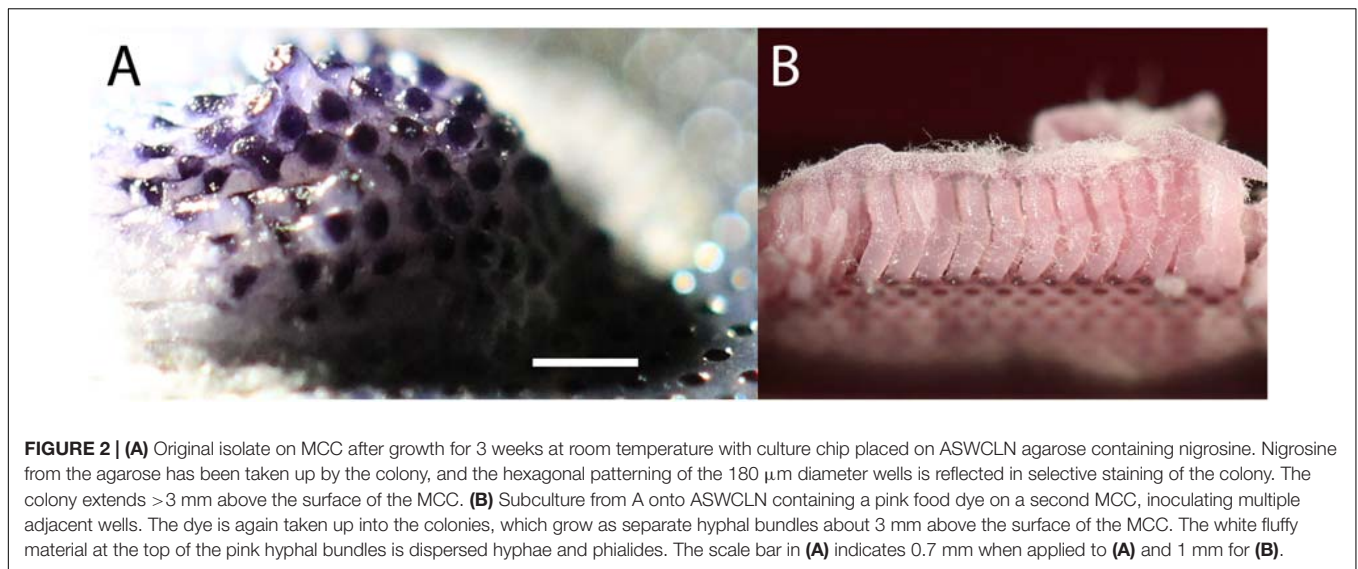 A
B
FIGURE 2 | (A) Original isolate on MCC after growth for 3 weeks at room temperature with culture chip placed on ASWCLN agarose containing nigrosine. Nigrosine
from the agarose has been taken up by the colony, and the hexagonal patterning of the 180 μm diameter wells is reflected in selective staining of the colony. The
colony extends >3 mm above the surface of the MCC. (B) Subculture from A onto ASWCLN containing a pink food dye on a second MCC, inoculating multiple
adjacent wells. The dye is again taken up into the colonies, which grow as separate hyphal bundles about 3 mm above the surface of the MCC. The white fluffy
material at the top of the pink hyphal bundles is dispersed hyphae and phialides. The scale bar in (A) indicates 0.7 mm when applied to (A) and 1 mm for (B).